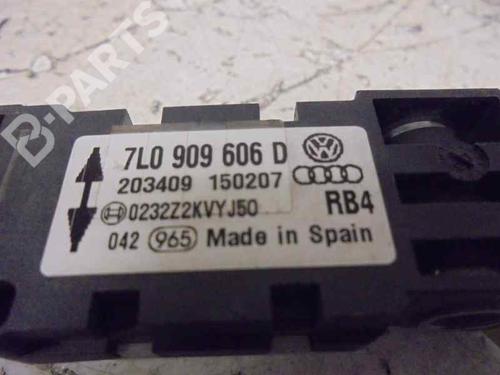 B-PARTS
7L0 909 606 D
203409 150207
0232Z2KVYJ50
RB4
042 965 Made in Spain